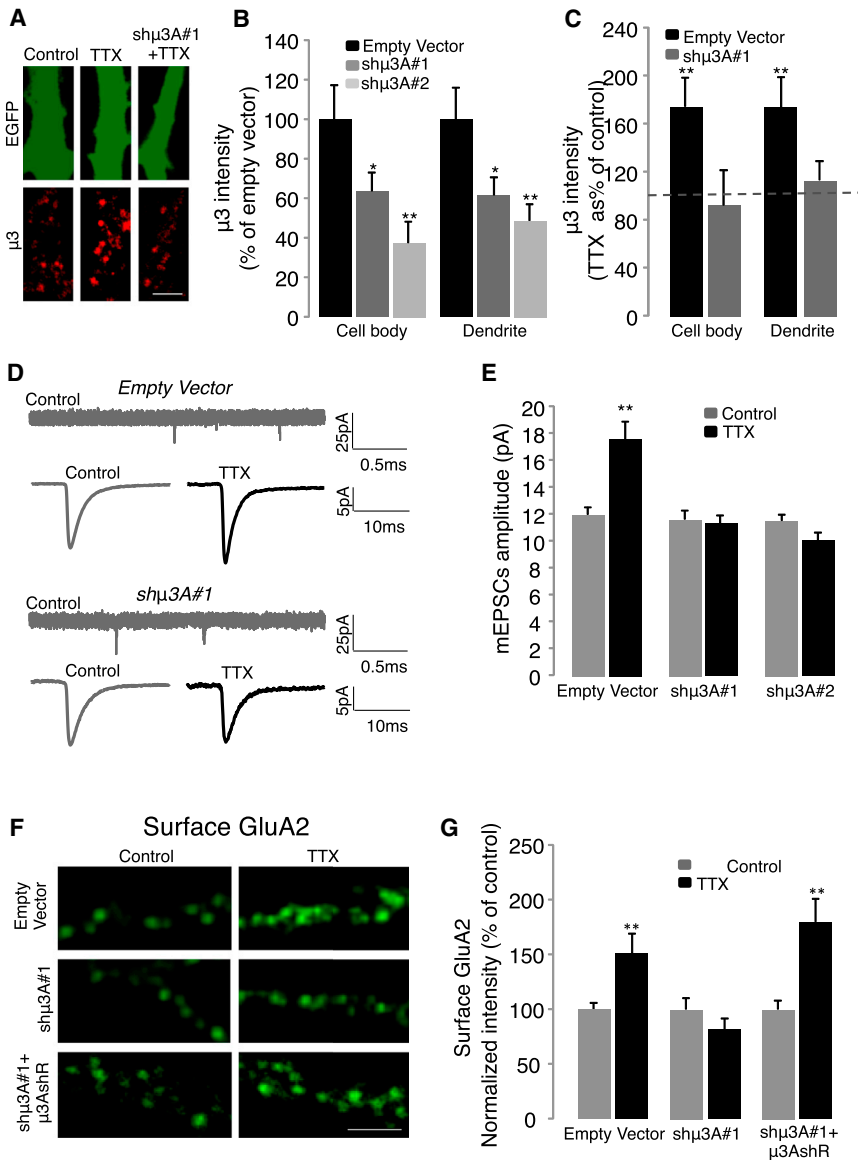 A
Control
TTX
shµ3A#1
+TTX
EGFP
µ3
B
140
120
100
80
60
40
20
0
µ3 intensity
(% of empty vector)
Empty Vector
shµ3A#1
shµ3A#2
*
**
*
**
Cell body
Dendrite
C
240
200
160
120
80
40
0
µ3 intensity
(TTX as% of control)
Empty Vector
shµ3A#1
**
**
Cell body
Dendrite
D
Empty Vector
Control
25pA
0.5ms
Control
TTX
5pA
10ms
shµ3A#1
Control
25pA
0.5ms
Control
TTX
5pA
10ms
E
20
18
16
14
12
10
8
6
4
2
0
mEPSCs amplitude (pA)
**
Control
TTX
Empty Vector
shµ3A#1
shµ3A#2
F
Surface GluA2
Control
TTX
Empty
Vector
shµ3A#1
shµ3A#1+
µ3AshR
G
250
200
150
100
50
0
Surface GluA2
Normalized intensity (% of control)
Control
TTX
**
**
Empty Vector
shµ3A#1
shµ3A#1+
µ3AshR